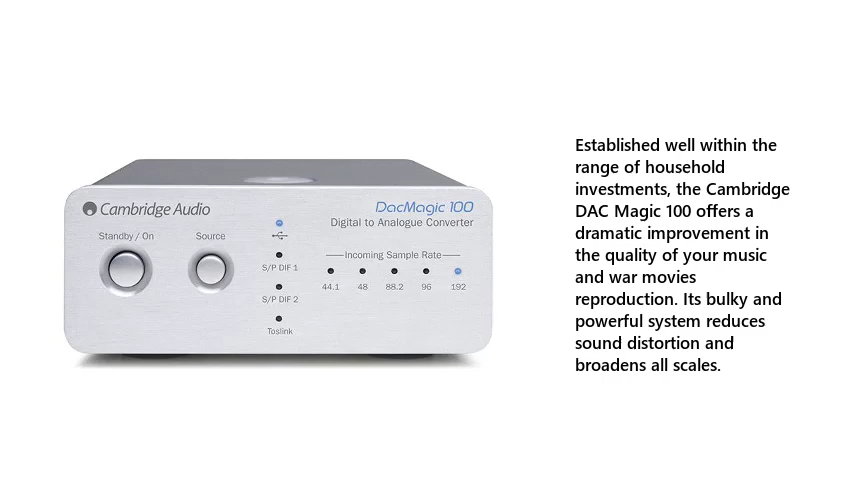 Cambridge Audio
DacMagic 100
Digital to Analogue Converter
Standby / On
Source
Incoming Sample Rate
S/P DIF 1
44.1 48 88.2 96 192
S/P DIF 2
Toslink
Established well within the
range of household
investments, the Cambridge
DAC Magic 100 offers a
dramatic improvement in
the quality of your music
and war movies
reproduction. Its bulky and
powerful system reduces
sound distortion and
broadens all scales.